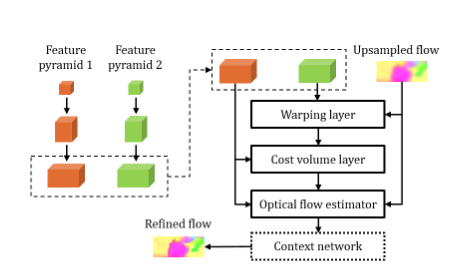 Feature
pyramid 1
Feature
pyramid 2
Upsampled flow
Warping layer
Cost volume layer
Optical flow estimator
Refined flow
Context network